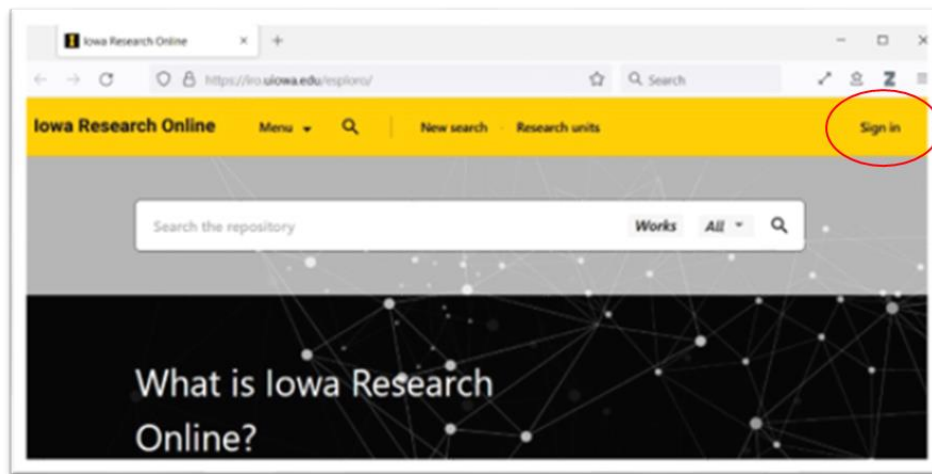 Iowa Research Online
https://iro.uiowa.edu/esploro/
Search
Iowa Research Online Menu New search Research units Sign in
Search the repository Works All
What is Iowa Research
Online?